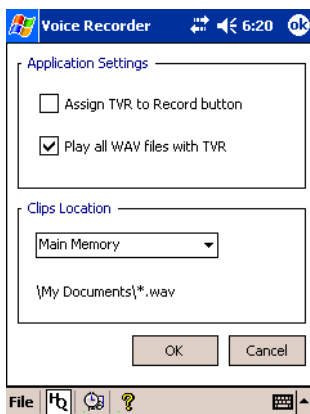 Voice Recorder 6:20 ok
Application Settings
Assign TVR to Record button
Play all WAV files with TVR
Clips Location
Main Memory
\My Documents\*.wav
OK Cancel
File HQ ?